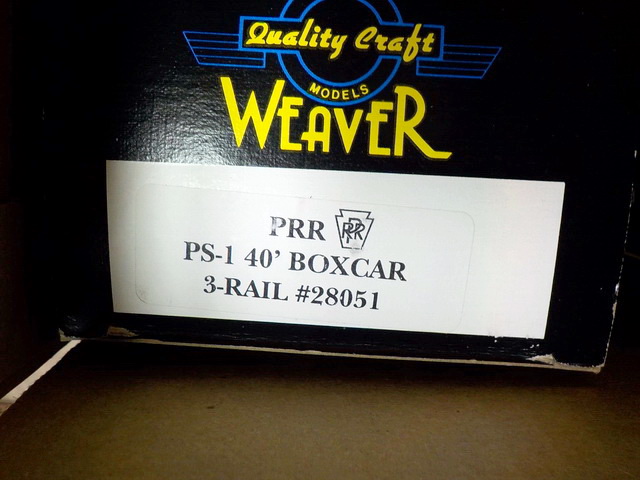 Quality Craft
MODELS
WEAVER
PRR PRR
PS-1 40' BOXCAR
3-RAIL #28051